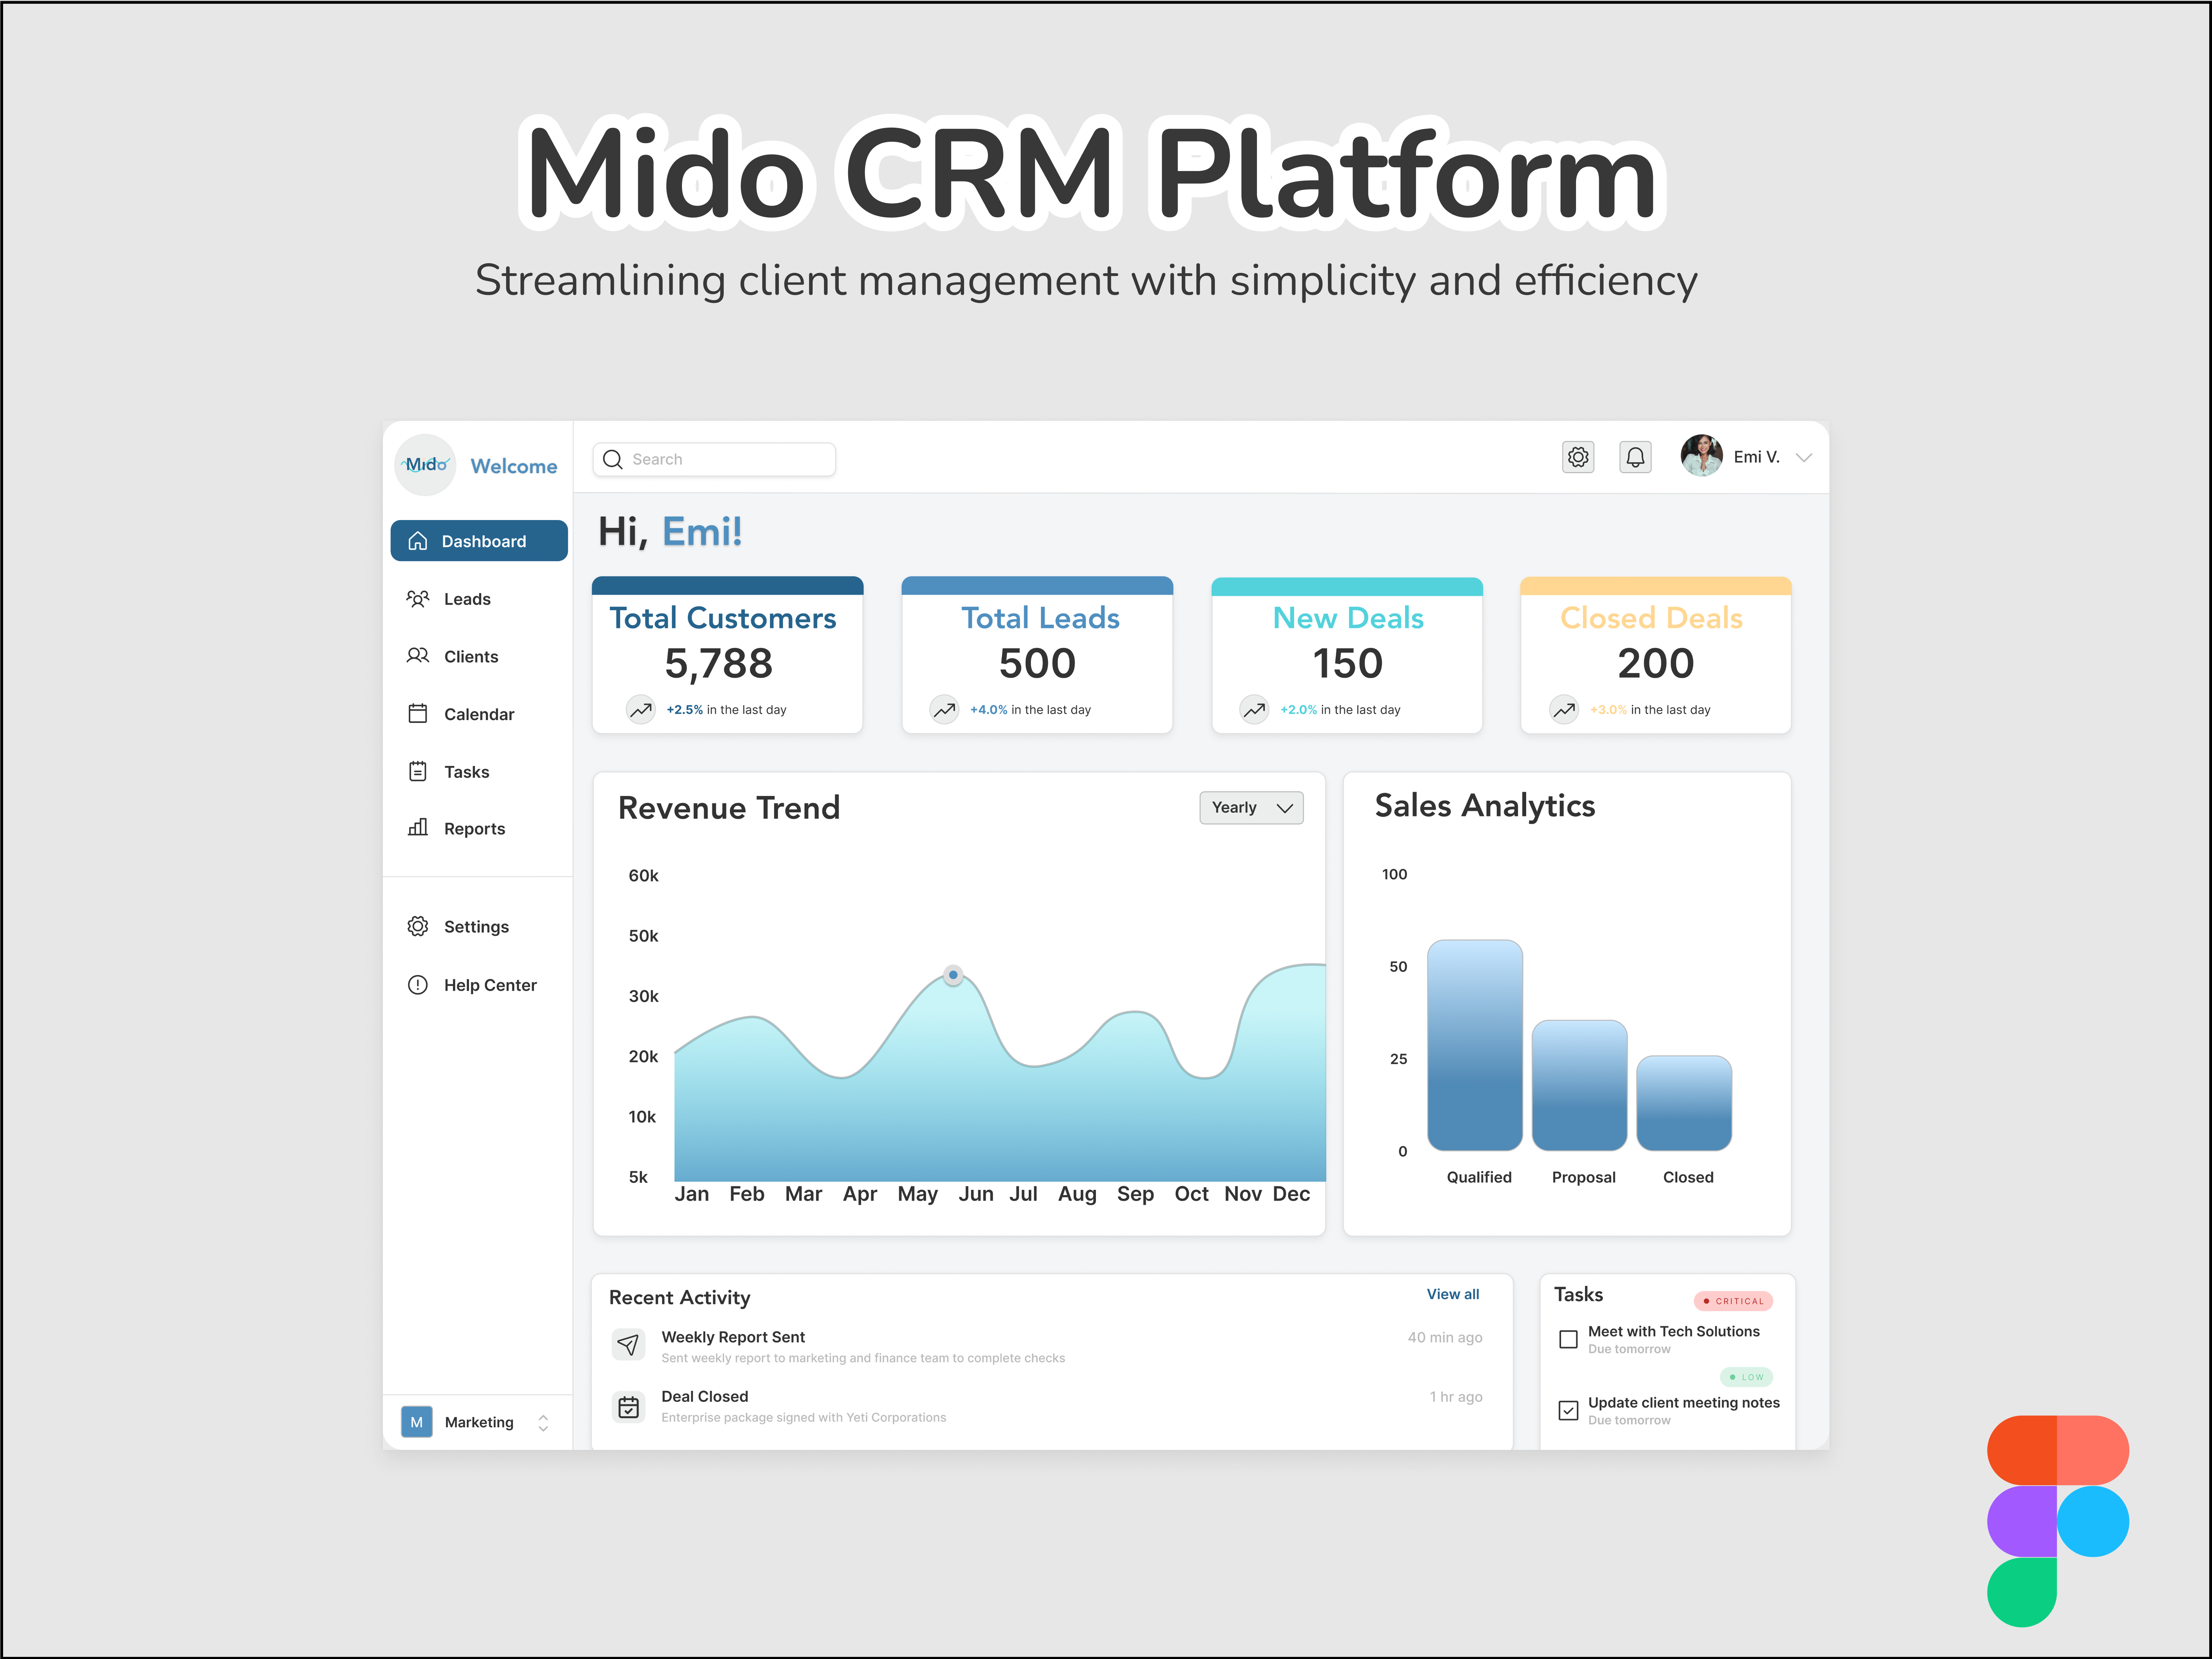 Mido CRM Platform
Streamlining client management with simplicity and efficiency
Mido
Welcome
Search
Emi V.
Dashboard
Leads
Clients
Calendar
Tasks
Reports
Settings
Help Center
M
Marketing
Hi, Emi!
Total Customers
5,788
+2.5% in the last day
Total Leads
500
+4.0% in the last day
New Deals
150
+2.0% in the last day
Closed Deals
200
+3.0% in the last day
Revenue Trend
Yearly
60k
50k
30k
20k
10k
5k
Jan Feb Mar Apr May Jun Jul Aug Sep Oct Nov Dec
Sales Analytics
100
50
25
0
Qualified Proposal Closed
Recent Activity
View all
Weekly Report Sent
40 min ago
Sent weekly report to marketing and finance team to complete checks
Deal Closed
1 hr ago
Enterprise package signed with Yeti Corporations
Tasks
CRITICAL
Meet with Tech Solutions
Due tomorrow
LOW
Update client meeting notes
Due tomorrow